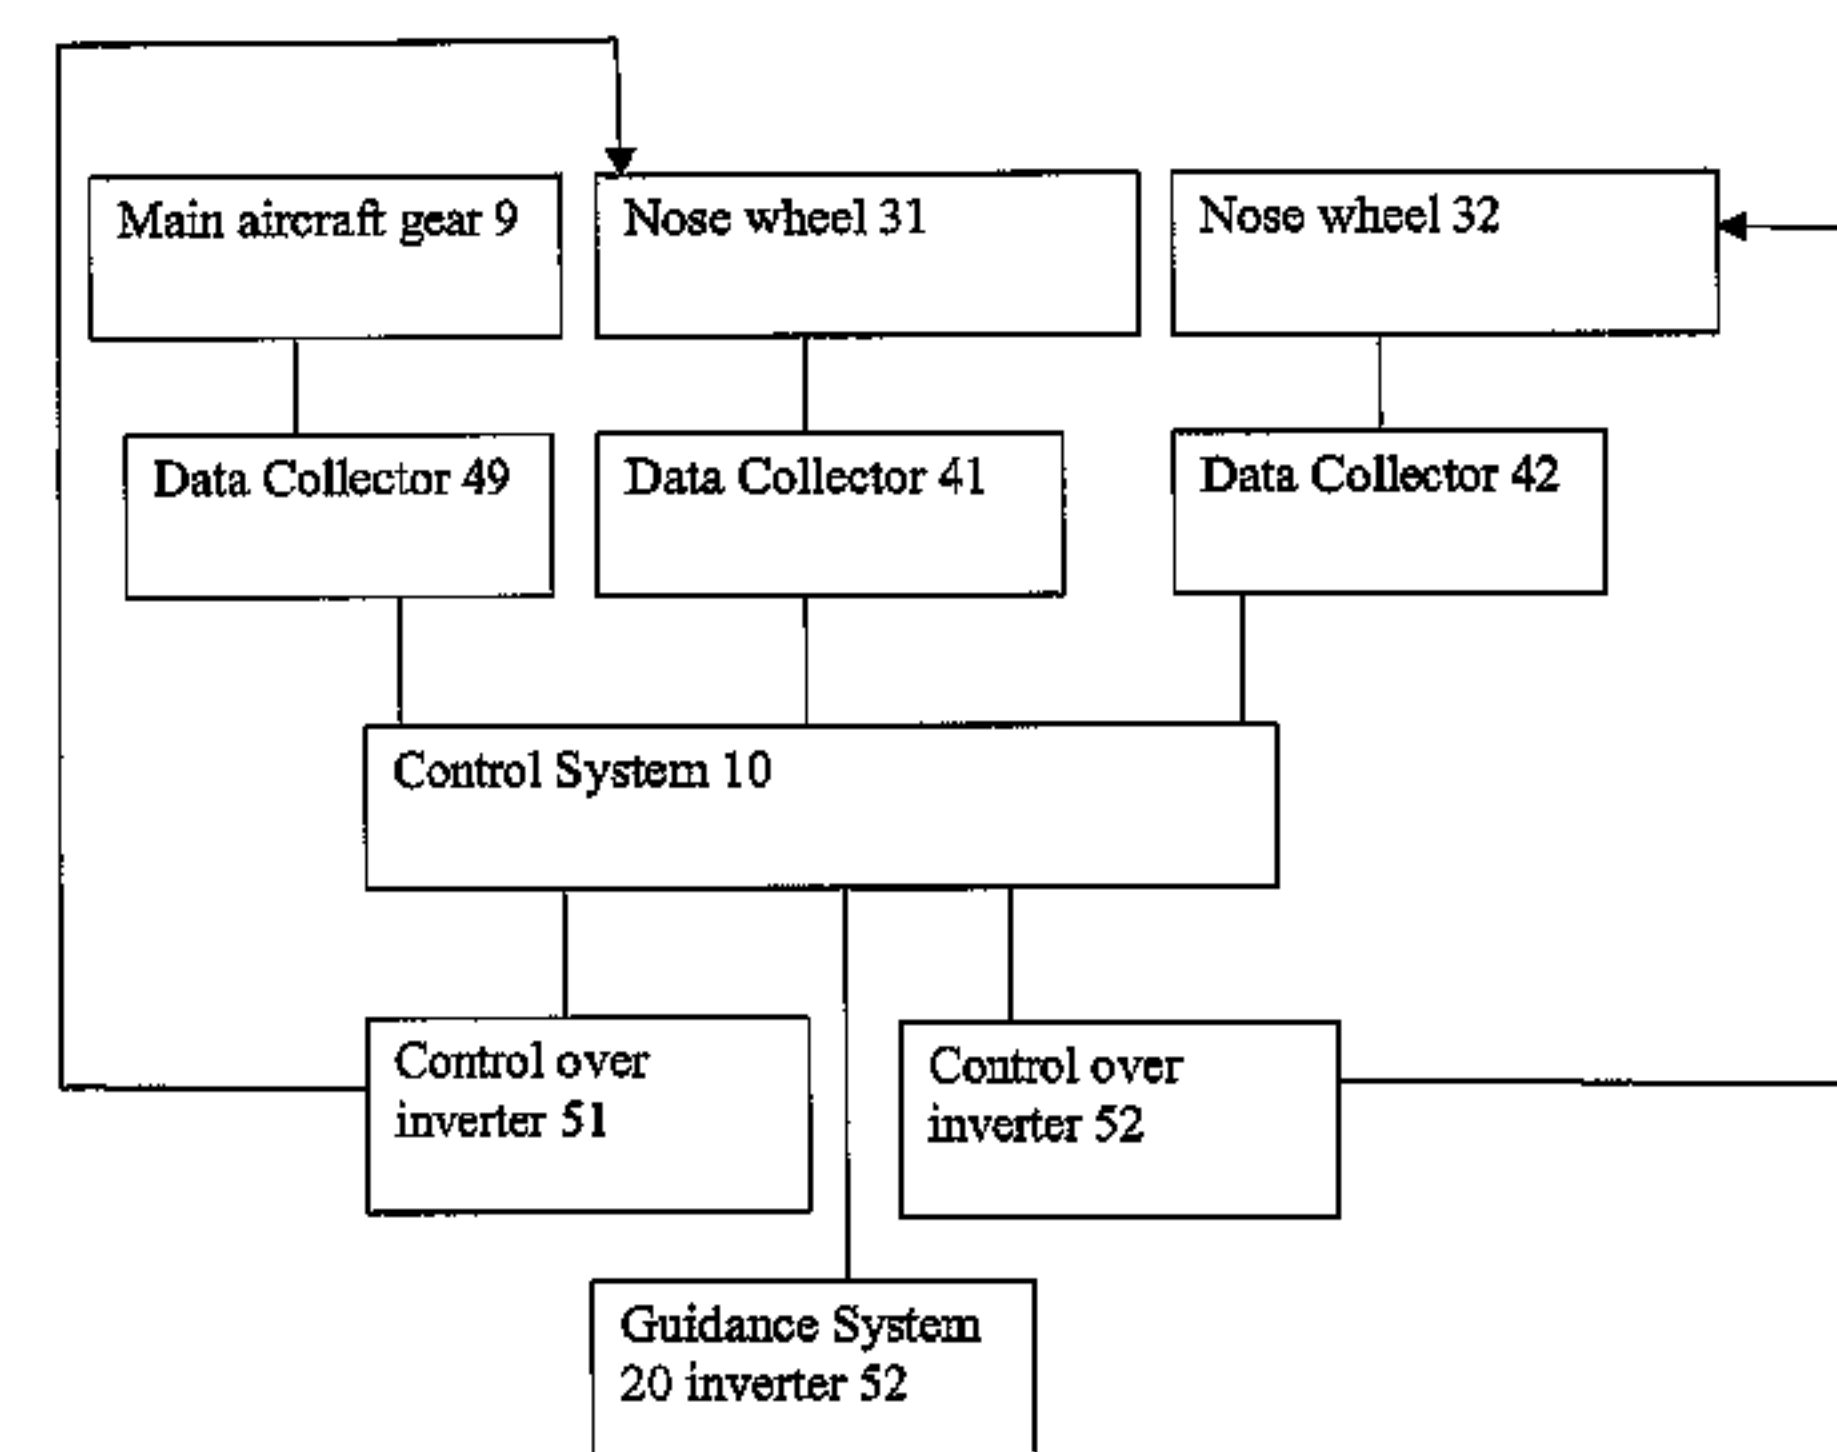 Main aircraft gear 9
Nose wheel 31
Nose wheel 32
Data Collector 49
Data Collector 41
Data Collector 42
Control System 10
Control over
inverter 51
Control over
inverter 52
Guidance System
20 inverter 52